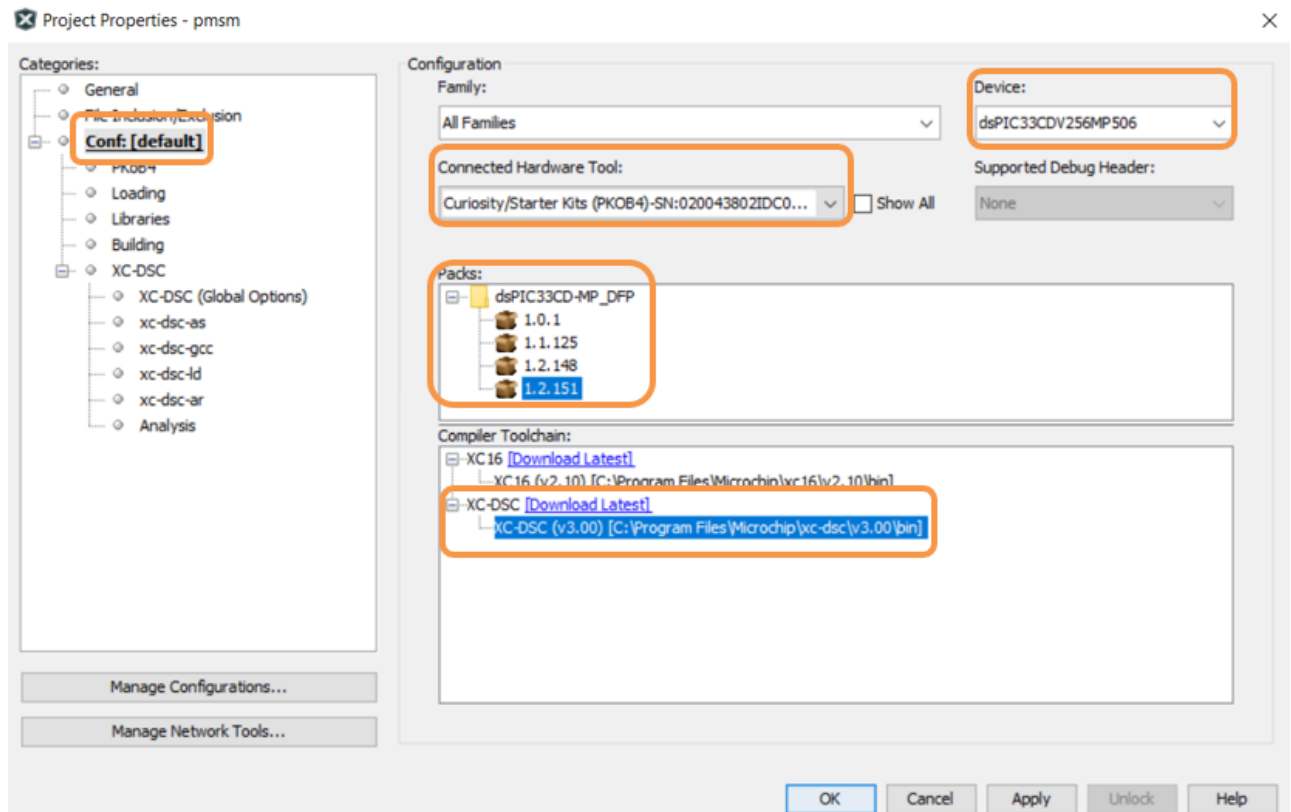 Project Properties - pmsm
Categories:
General
File Inclusion/Exclusion
Conf: [default]
PKoB4
Loading
Libraries
Building
XC-DSC
XC-DSC (Global Options)
xc-dsc-as
xc-dsc-gcc
xc-dsc-ld
xc-dsc-ar
Analysis
Manage Configurations...
Manage Network Tools...
Configuration
Family:
All Families
Device:
dsPIC33CDV256MP506
Connected Hardware Tool:
Curiosity/Starter Kits (PKOB4)-SN:020043802IDC0...
Show All
Supported Debug Header:
None
Packs:
dsPIC33CD-MP_DFP
1.0.1
1.1.125
1.2.148
1.2.151
Compiler Toolchain:
XC16 [Download Latest]
XC16 (v2.10) [C:\Program Files\Microchip\xc16\v2.10\bin]
XC-DSC [Download Latest]
XC-DSC (v3.00) [C:\Program Files\Microchip\xc-dsc\v3.00\bin]
OK
Cancel
Apply
Unlock
Help